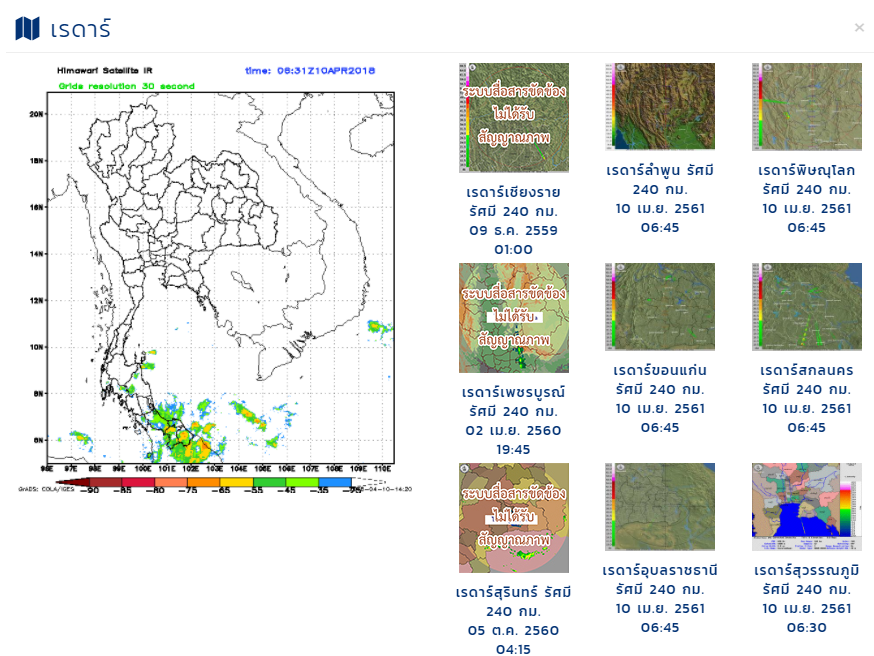 เรดาร์
×
Himawari Satellite IR
time: 06:31Z10APR2018
Grids resolution 30 second
20N
18N
16N
14N
12N
10N
8N
6N
96E 97E 98E 99E 100E 101E 102E 103E 104E 105E 106E 107E 108E 109E 110E
GrADS: COLA/IGES
-90 -85 -80 -75 -65 -55 -45 -35
-04-10-14:20
ระบบสื่อสารขัดข้อง
ไม่ได้รับ
สัญญาณภาพ
เรดาร์เชียงราย
รัศมี 240 กม.
09 ธ.ค. 2559
01:00
เรดาร์ลำพูน รัศมี
240 กม.
10 เม.ย. 2561
06:45
เรดาร์พิษณุโลก
รัศมี 240 กม.
10 เม.ย. 2561
06:45
ระบบสื่อสารขัดข้อง
ไม่ได้รับ
สัญญาณภาพ
เรดาร์เพชรบูรณ์
รัศมี 240 กม.
02 เม.ย. 2560
19:45
เรดาร์ขอนแก่น
รัศมี 240 กม.
10 เม.ย. 2561
06:45
เรดาร์สกลนคร
รัศมี 240 กม.
10 เม.ย. 2561
06:45
ระบบสื่อสารขัดข้อง
ไม่ได้รับ
สัญญาณภาพ
เรดาร์สุรินทร์ รัศมี
240 กม.
05 ต.ค. 2560
04:15
เรดาร์อุบลราชธานี
รัศมี 240 กม.
10 เม.ย. 2561
06:45
เรดาร์สุวรรณภูมิ
รัศมี 240 กม.
10 เม.ย. 2561
06:30